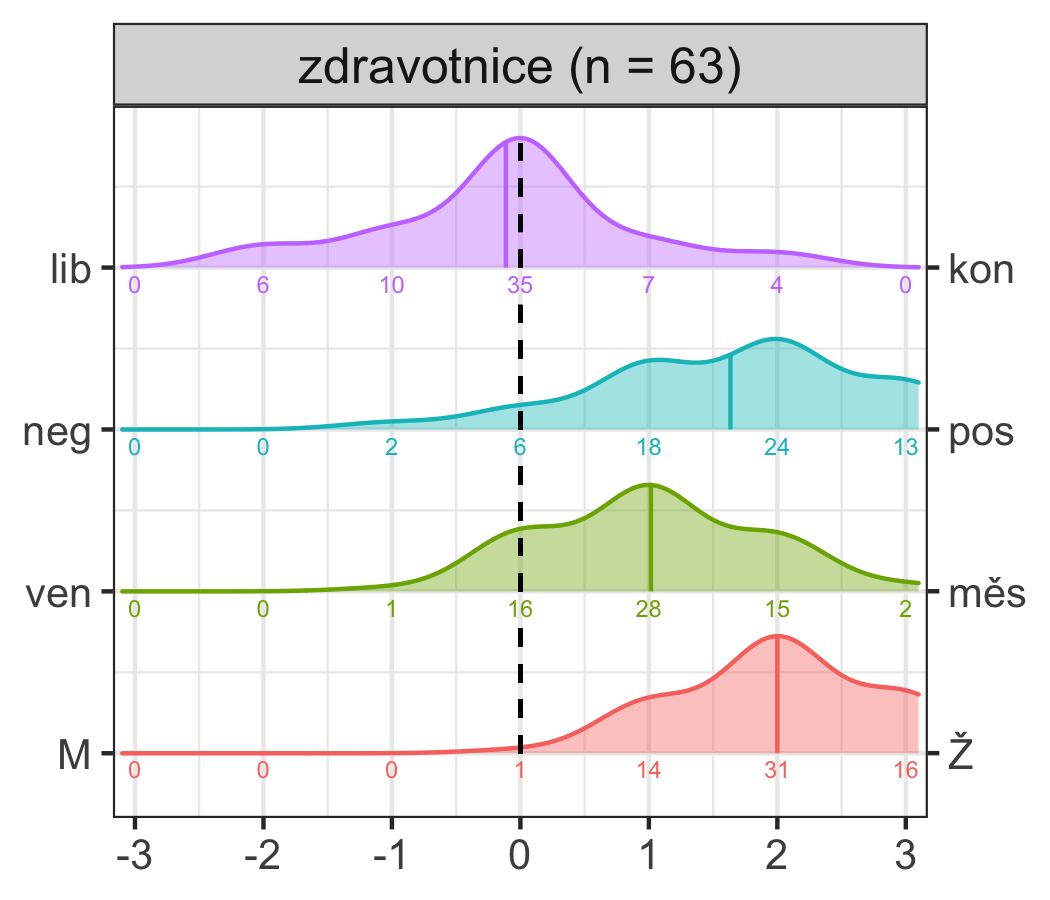 zdravotnice (n = 63)
lib kon
0 6 10 35 7 4 0
neg pos
0 0 2 6 18 24 13
ven měs
0 0 1 16 28 15 2
M Ž
0 0 0 1 14 31 16
-3 -2 -1 0 1 2 3